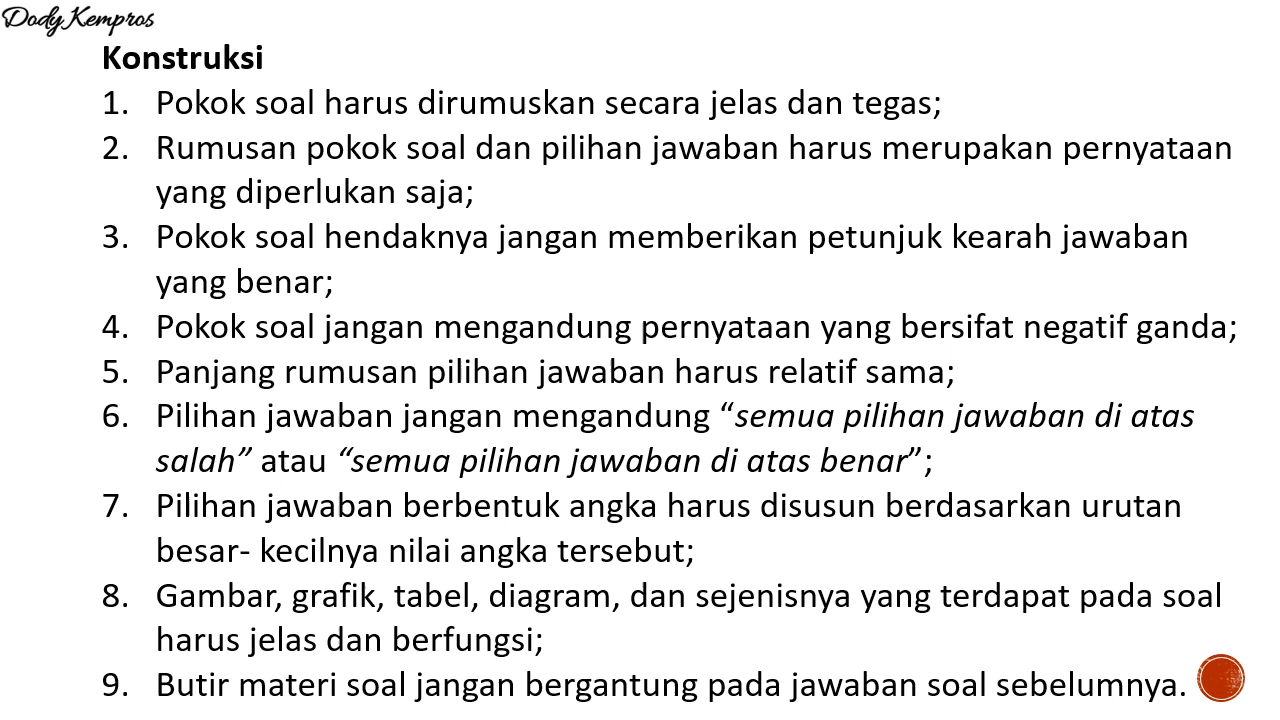 Dody Kempros
Konstruksi
1. Pokok soal harus dirumuskan secara jelas dan tegas;
2. Rumusan pokok soal dan pilihan jawaban harus merupakan pernyataan
yang diperlukan saja;
3. Pokok soal hendaknya jangan memberikan petunjuk kearah jawaban
yang benar;
4. Pokok soal jangan mengandung pernyataan yang bersifat negatif ganda;
5. Panjang rumusan pilihan jawaban harus relatif sama;
6. Pilihan jawaban jangan mengandung “semua pilihan jawaban di atas
salah” atau “semua pilihan jawaban di atas benar”;
7. Pilihan jawaban berbentuk angka harus disusun berdasarkan urutan
besar- kecilnya nilai angka tersebut;
8. Gambar, grafik, tabel, diagram, dan sejenisnya yang terdapat pada soal
harus jelas dan berfungsi;
9. Butir materi soal jangan bergantung pada jawaban soal sebelumnya.